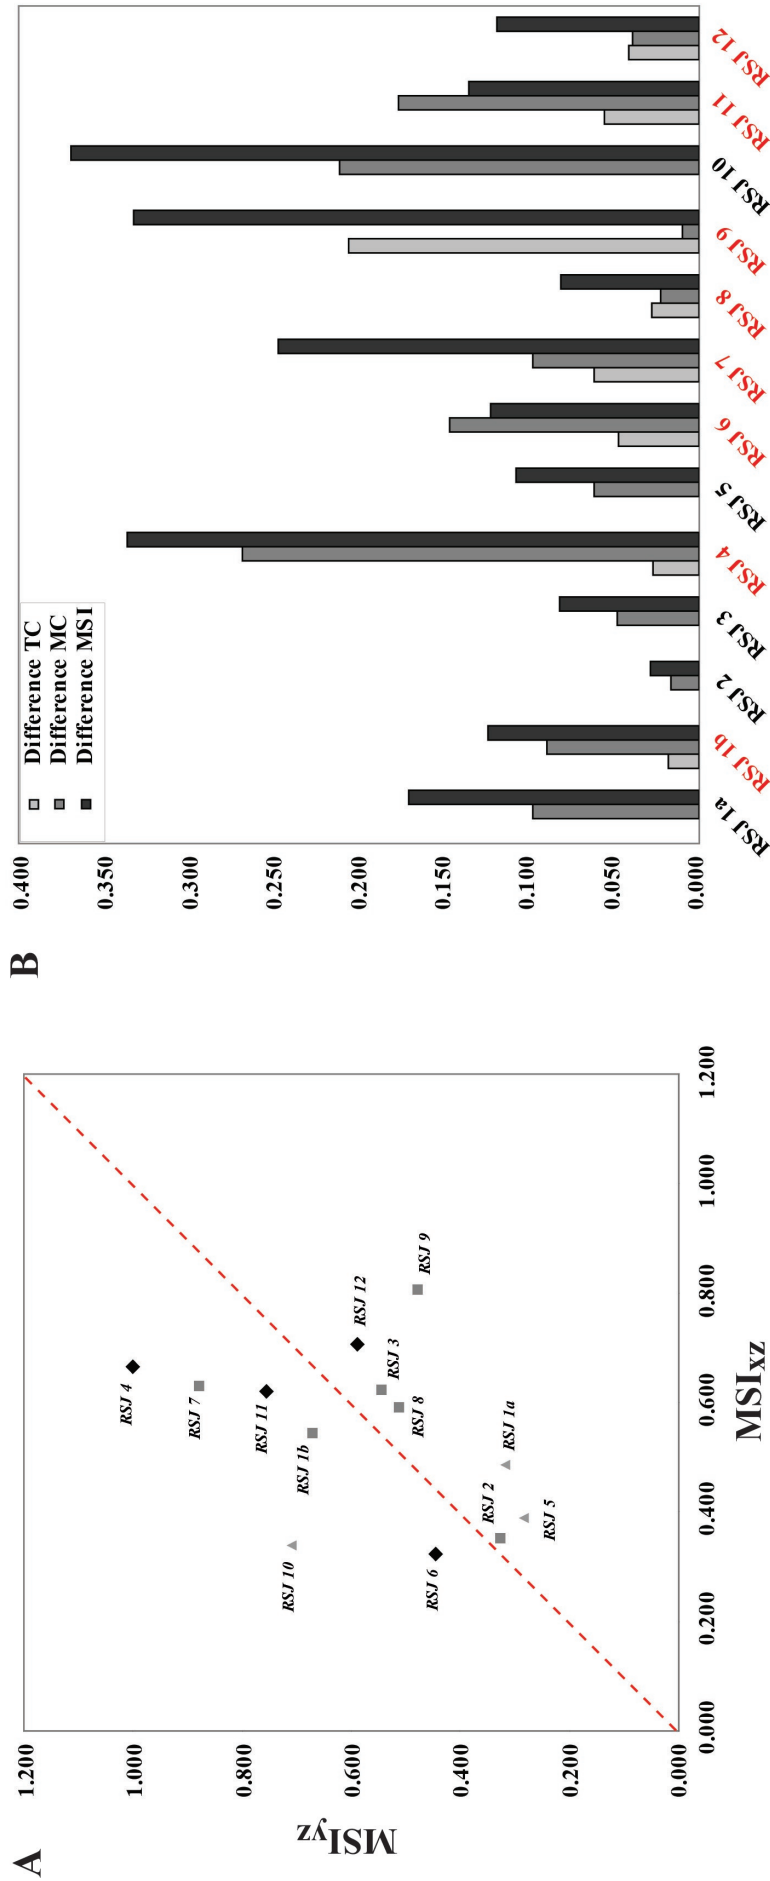 A
MSIyz
1.200
1.000
0.800
0.600
0.400
0.200
0.000
0.000
0.200
0.400
0.600
0.800
1.000
1.200
MSIxz
RSJ 4
RSJ 7
RSJ 11
RSJ 1b
RSJ 10
RSJ 6
RSJ 12
RSJ 9
RSJ 3
RSJ 8
RSJ 2
RSJ 1a
RSJ 5
B
0.400
0.350
0.300
0.250
0.200
0.150
0.100
0.050
0.000
Difference TC
Difference MC
Difference MSI
RSJ 1a
RSJ 1b
RSJ 2
RSJ 3
RSJ 4
RSJ 5
RSJ 6
RSJ 7
RSJ 8
RSJ 9
RSJ 10
RSJ 11
RSJ 12